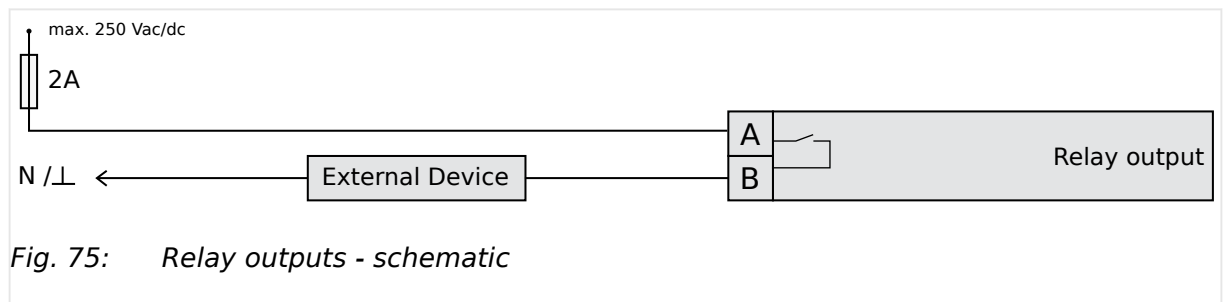 max. 250 Vac/dc
2A
A
Relay output
N /⊥
External Device
B
Fig. 75: Relay outputs - schematic